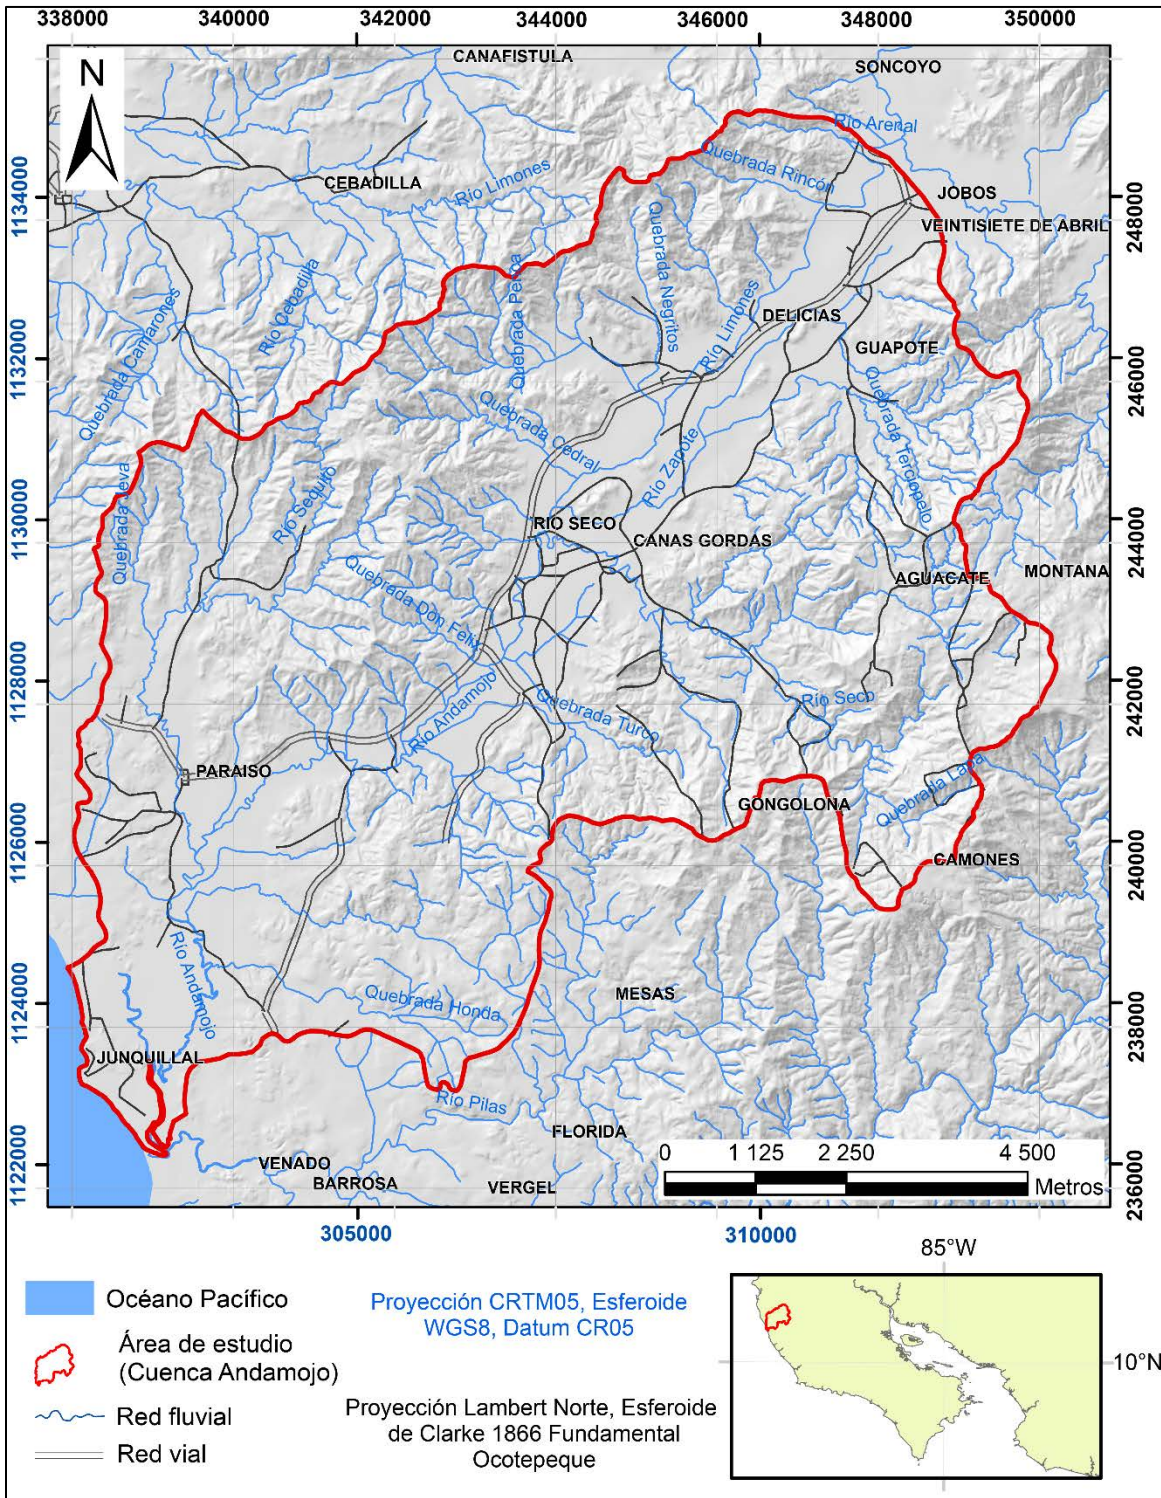 338000
340000
342000
344000
346000
348000
350000
N
CANAFISTULA
SONCOYO
Río Arenal
Quebrada Rincón
CEBADILLA
Río Limones
JOBOS
VEINTISIETE DE ABRIL
1134000
248000
Quebrada Camarones
Río Cebadilla
Quebrada Peroa
Quebrada Negritos
Río Limones
DELICIAS
GUAPOTE
1132000
246000
Quebrada Cedral
Río Zapote
Quebrada Terciopelo
Quebrada Jeva
Río Sequito
1130000
RIO SECO
CANAS GORDAS
244000
AGUACATE
MONTANA
Quebrada Don Felix
1128000
242000
Río Andamojo
Quebrada Turco
Río Seco
PARAISO
Quebrada Lapa
GONGOLONA
1126000
240000
CAMONES
Río Andamojo
Quebrada Honda
MESAS
1124000
238000
JUNQUILLAL
Río Pilas
FLORIDA
1122000
236000
VENADO
BARROSA
VERGEL
0
1 125
2 250
4 500
Metros
305000
310000
85°W
10°N
Océano Pacífico
Área de estudio
(Cuenca Andamojo)
Red fluvial
Red vial
Proyección CRTM05, Esferoide
WGS8, Datum CR05
Proyección Lambert Norte, Esferoide
de Clarke 1866 Fundamental
Ocotepeque